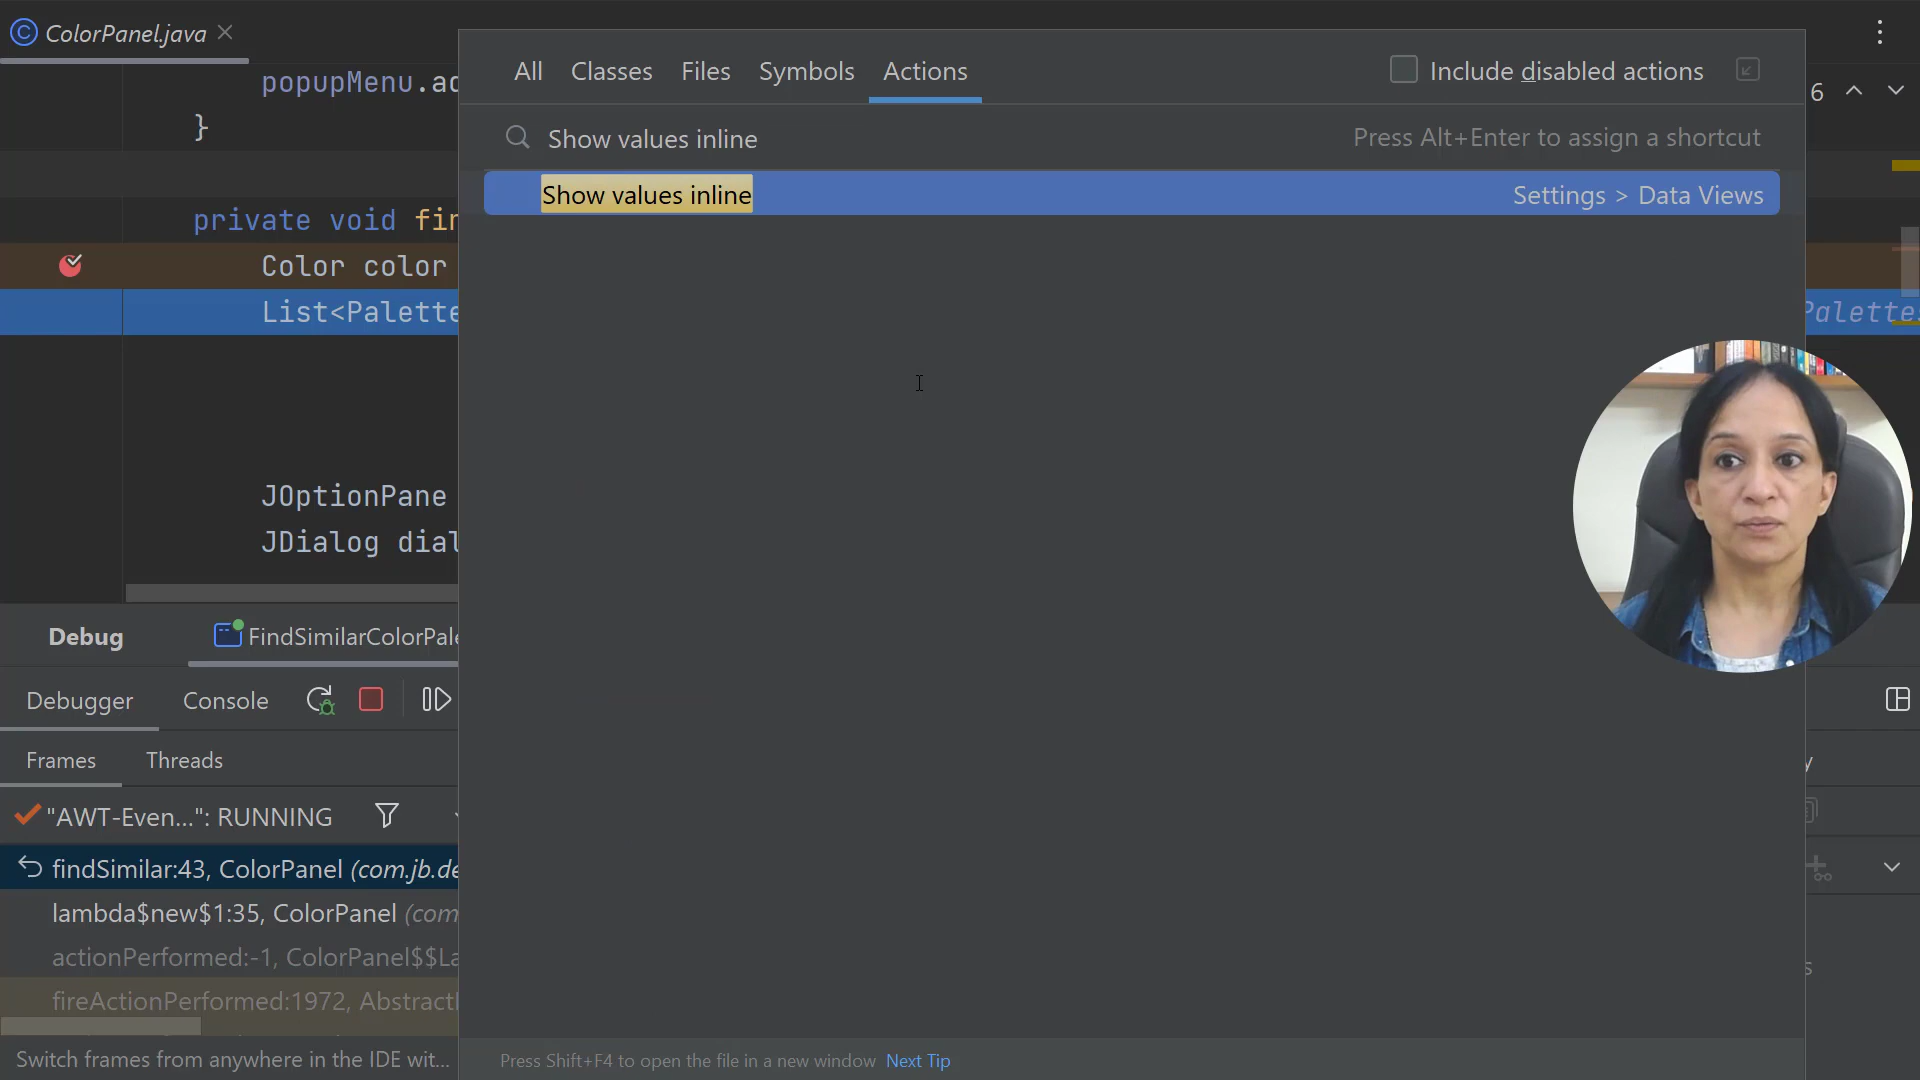 ColorPanel.java
All Classes Files Symbols Actions
Include disabled actions
popupMenu.ad
6
}
Show values inline
Press Alt+Enter to assign a shortcut
Show values inline
Settings > Data Views
private void fin
Color color
List<Palette
Palettes
JOptionPane
JDialog dial
Debug
FindSimilarColorPale
Debugger
Console
Frames
Threads
y
"AWT-Even...": RUNNING
findSimilar:43, ColorPanel (com.jb.de
lambda$new$1:35, ColorPanel (com
actionPerformed:-1, ColorPanel$$La
s
fireActionPerformed:1972, Abstract
Switch frames from anywhere in the IDE wit...
Press Shift+F4 to open the file in a new window Next Tip